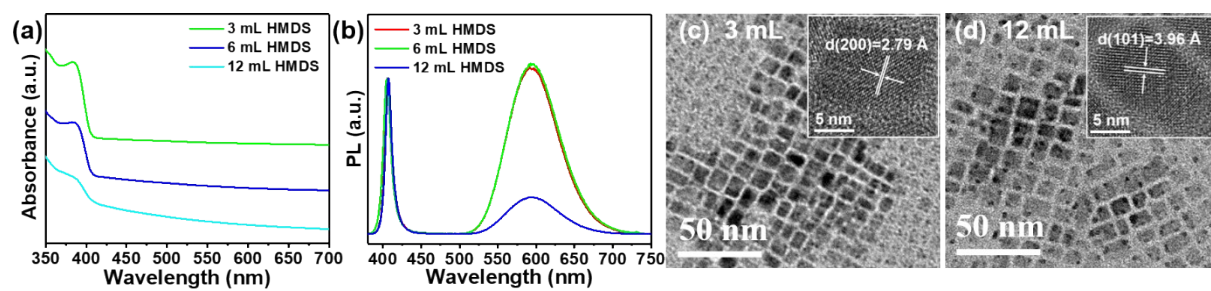 (a)
3 mL HMDS
6 mL HMDS
12 mL HMDS
Absorbance (a.u.)
350 400 450 500 550 600 650 700
Wavelength (nm)
(b)
3 mL HMDS
6 mL HMDS
12 mL HMDS
PL (a.u.)
400 450 500 550 600 650 700 750
Wavelength (nm)
(c) 3 mL
d(200)=2.79 Å
5 nm
50 nm
(d) 12 mL
d(101)=3.96 Å
5 nm
50 nm